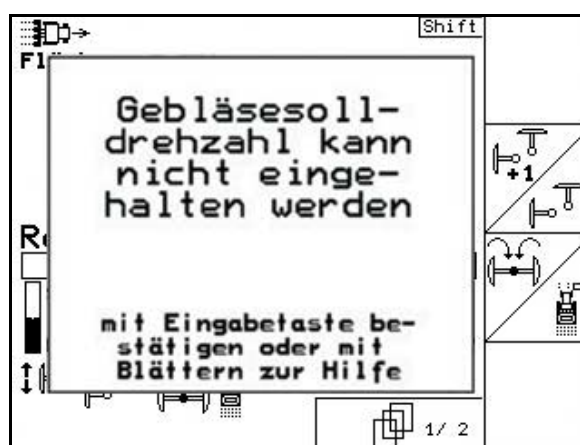 Shift
Gebläsesoll-
drehzahl kann
nicht einge-
halten werden
+1
mit Eingabetaste be-
stätigen oder mit
Blättern zur Hilfe
1/ 2